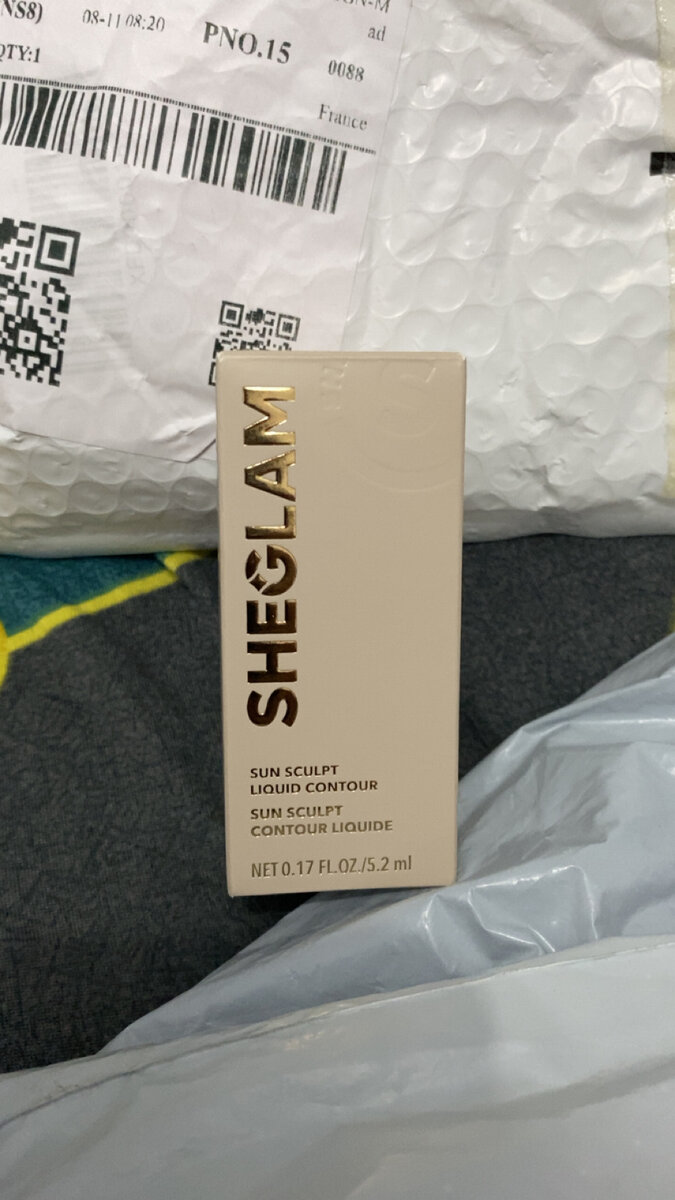 NS8)
08-11 08:20
PNO.15
ad
0088
QTY:1
France
SHEGLAM
SUN SCULPT
LIQUID CONTOUR
SUN SCULPT
CONTOUR LIQUIDE
NET 0.17 FL.OZ./5.2 ml